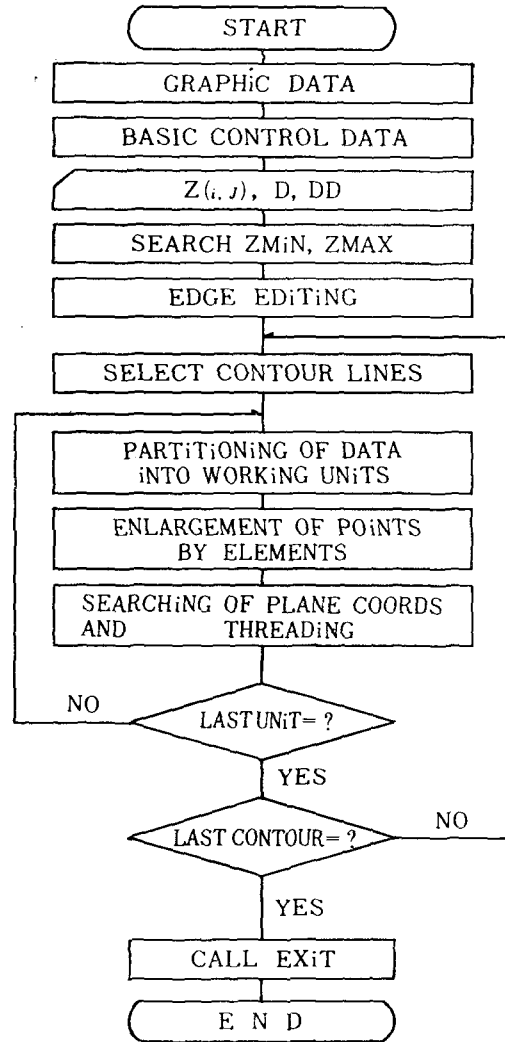 START
GRAPHiC DATA
BASIC CONTROL DATA
Z(i, J), D, DD
SEARCH ZMiN, ZMAX
EDGE EDiTiNG
SELECT CONTOUR LINES
PARTiTiONiNG OF DATA
iNTO WORKiNG UNiTS
ENLARGEMENT OF POiNTS
BY ELEMENTS
SEARCHiNG OF PLANE COORDS
AND THREADiNG
NO
LAST UNiT= ?
YES
LAST CONTOUR= ?
NO
YES
CALL EXiT
E N D